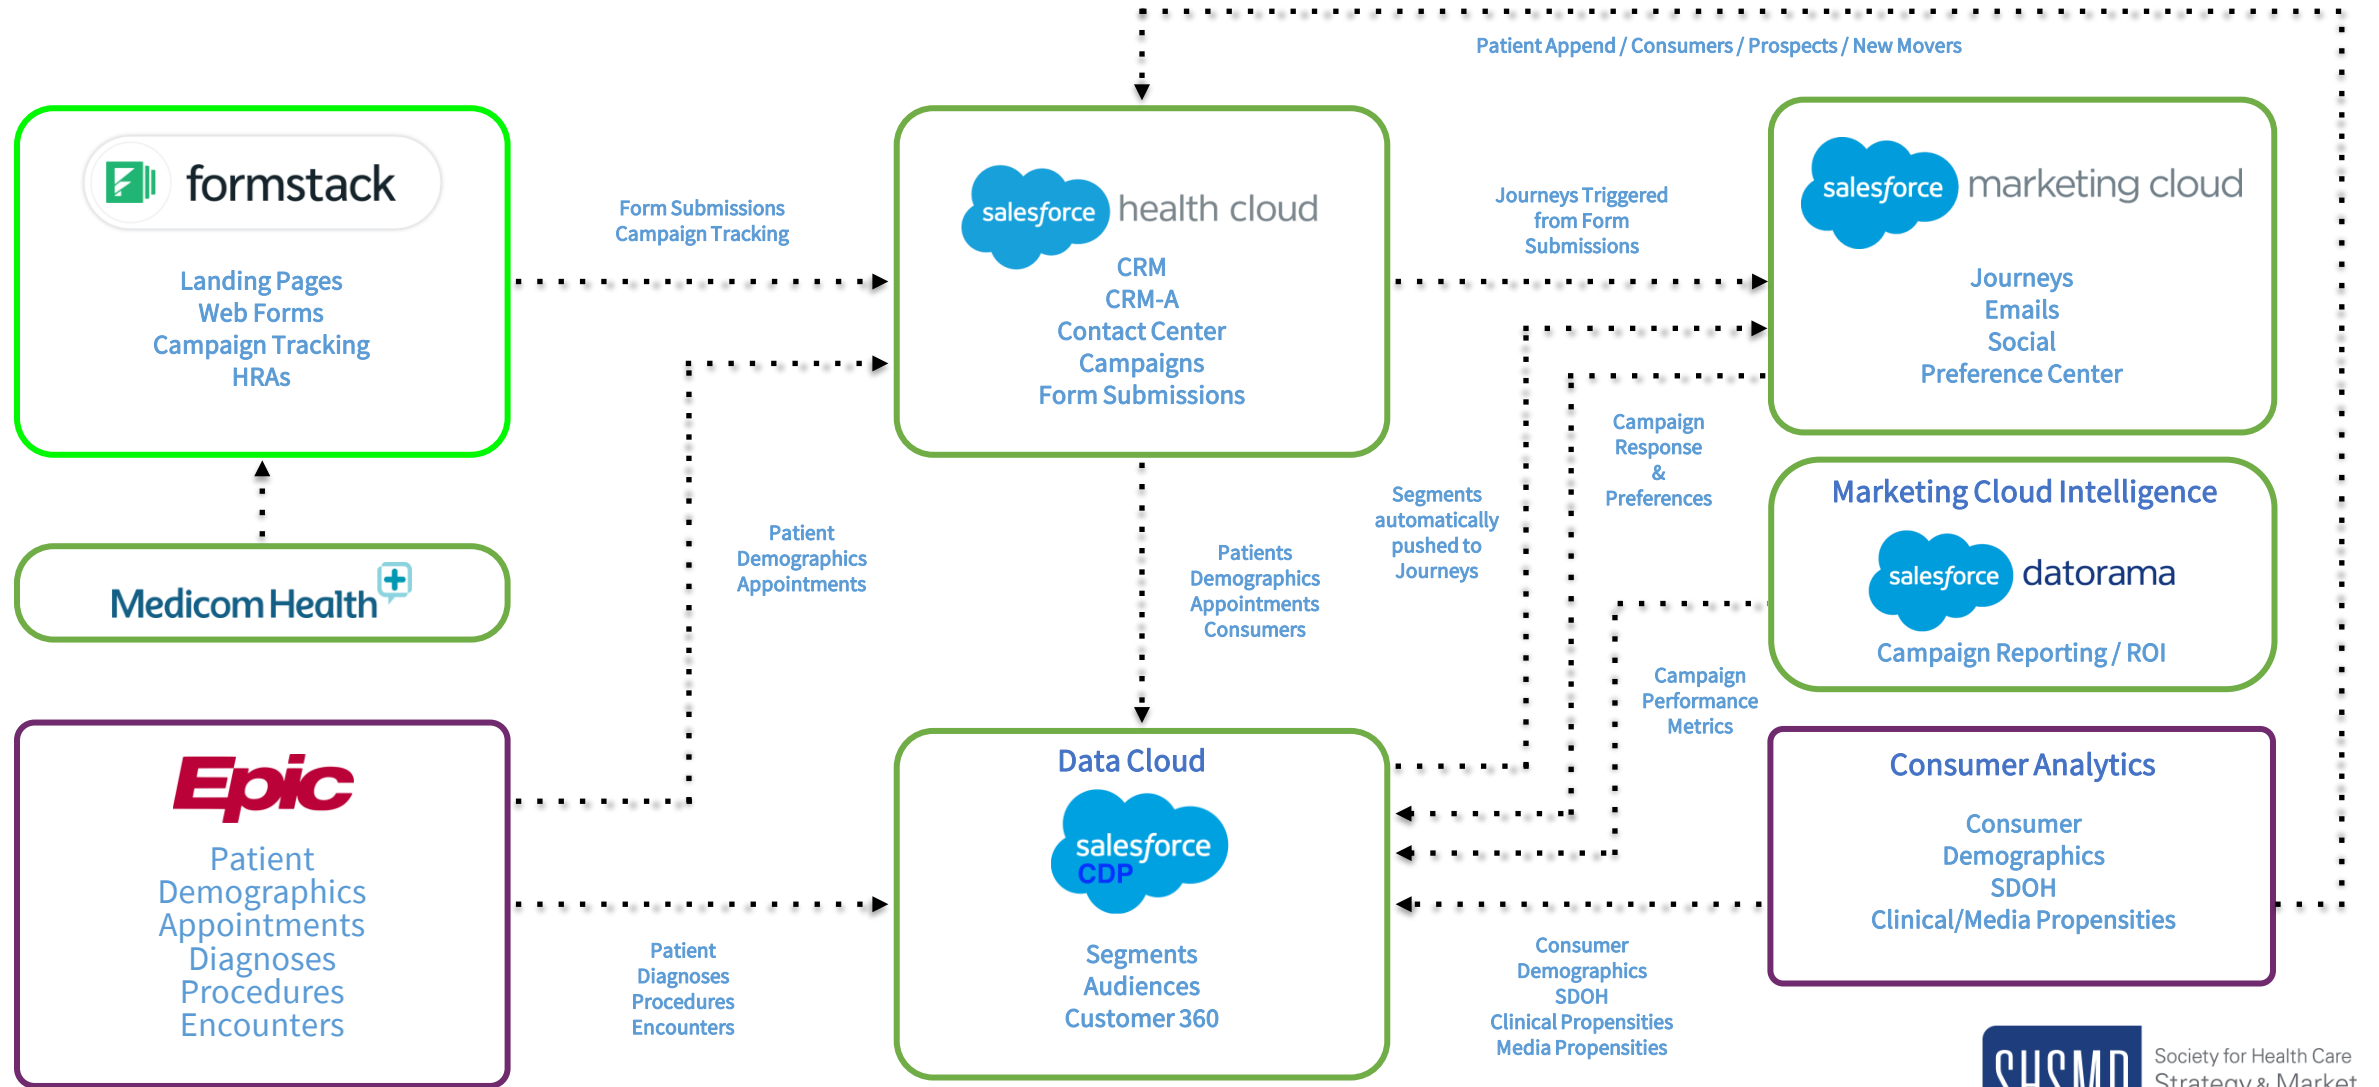 Patient Append / Consumers / Prospects / New Movers
formstack
Landing Pages
Web Forms
Campaign Tracking
HRAs
Form Submissions
Campaign Tracking
salesforce health cloud
CRM
CRM-A
Contact Center
Campaigns
Form Submissions
Journeys Triggered
from Form
Submissions
salesforce marketing cloud
Journeys
Emails
Social
Preference Center
Campaign
Response
&
Preferences
Medicom Health
Patient
Demographics
Appointments
Patients
Demographics
Appointments
Consumers
Segments
automatically
pushed to
Journeys
Marketing Cloud Intelligence
salesforce datorama
Campaign Reporting / ROI
Campaign
Performance
Metrics
Epic
Patient
Demographics
Appointments
Diagnoses
Procedures
Encounters
Patient
Diagnoses
Procedures
Encounters
Data Cloud
salesforce
CDP
Segments
Audiences
Customer 360
Consumer Analytics
Consumer
Demographics
SDOH
Clinical/Media Propensities
Consumer
Demographics
SDOH
Clinical Propensities
Media Propensities
SHSMD
Society for Health Care
Strategy & Market